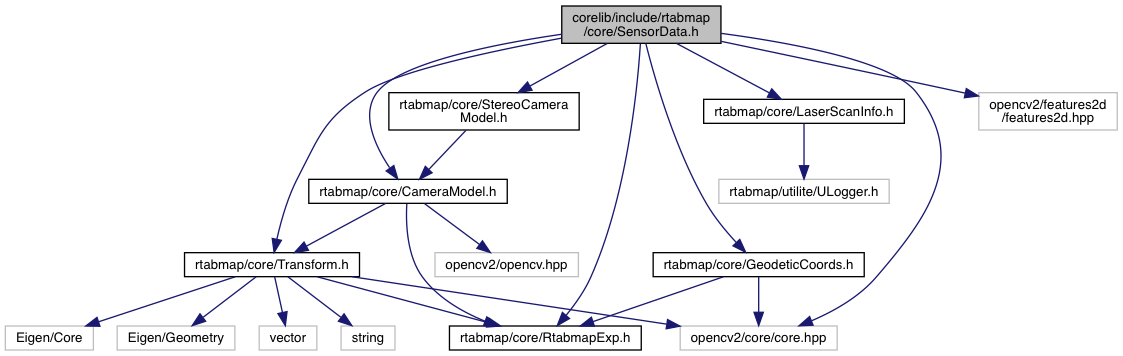 corelib/include/rtabmap
/core/SensorData.h
rtabmap/core/StereoCamera
Model.h
rtabmap/core/LaserScanInfo.h
opencv2/features2d
/features2d.hpp
rtabmap/core/CameraModel.h
rtabmap/utilite/ULogger.h
rtabmap/core/Transform.h
opencv2/opencv.hpp
rtabmap/core/GeodeticCoords.h
Eigen/Core
Eigen/Geometry
vector
string
rtabmap/core/RtabmapExp.h
opencv2/core/core.hpp